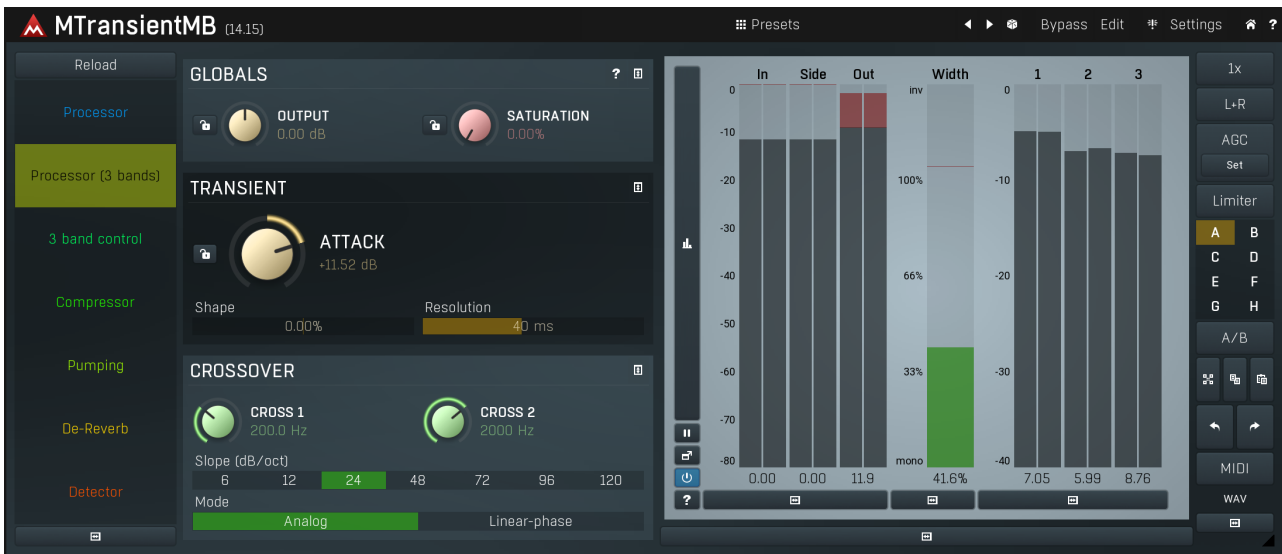 MTransientMB (14.15) Presets Bypass Edit Settings ?
Reload
Processor
Processor (3 bands)
3 band control
Compressor
Pumping
De-Reverb
Detector
GLOBALS ?
OUTPUT
0.00 dB
SATURATION
0.00%
TRANSIENT
ATTACK
+11.52 dB
Shape Resolution
0.00% 40 ms
CROSSOVER
CROSS 1
200.0 Hz
CROSS 2
2000 Hz
Slope (dB/oct)
6 12 24 48 72 96 120
Mode
Analog Linear-phase
In Side Out Width 1 2 3
0 inv 0
-10
-20 100% -10
-30
-40 66% -20
-50
-60 33% -30
-70
-80 mono -40
0.00 0.00 11.9 41.6% 7.05 5.99 8.76
?
1x
L+R
AGC
Set
Limiter
A B
C D
E F
G H
A/B
MIDI
WAV